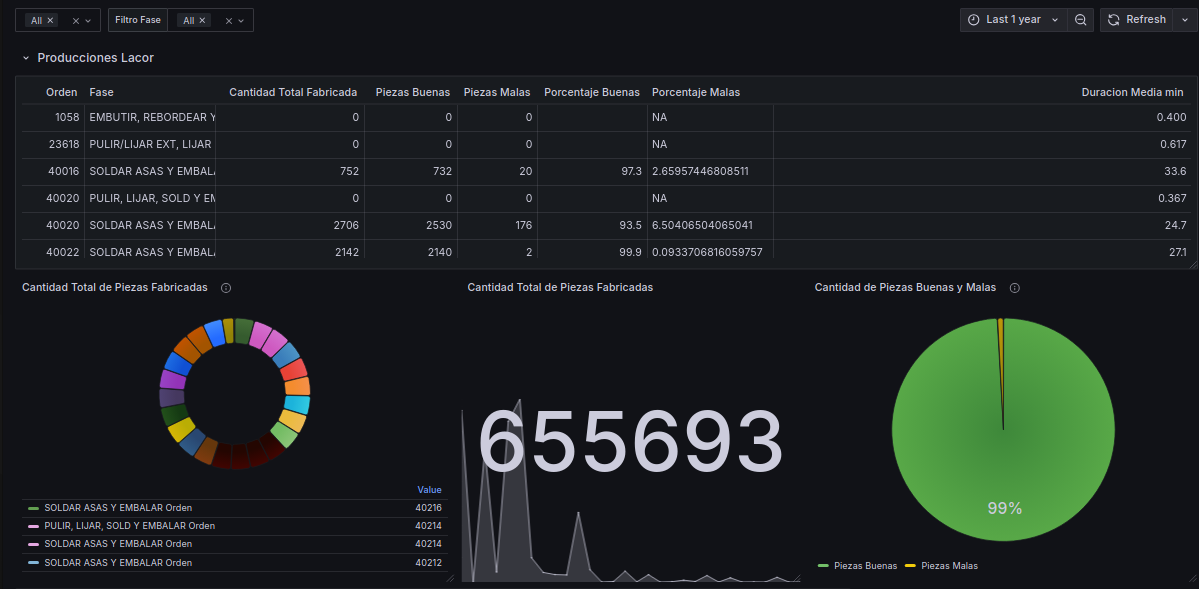 All × × Filtro Fase All × × Last 1 year Refresh
Producciones Lacor
Orden Fase Cantidad Total Fabricada Piezas Buenas Piezas Malas Porcentaje Buenas Porcentaje Malas Duracion Media min
1058 EMBUTIR, REBORDEAR Y 0 0 0 NA 0.400
23618 PULIR/LIJAR EXT, LIJAR 0 0 0 NA 0.617
40016 SOLDAR ASAS Y EMBAL 752 732 20 97.3 2.65957446808511 33.6
40020 PULIR, LIJAR, SOLD Y EM 0 0 0 NA 0.367
40020 SOLDAR ASAS Y EMBAL 2706 2530 176 93.5 6.50406504065041 24.7
40022 SOLDAR ASAS Y EMBAL 2142 2140 2 99.9 0.0933706816059757 27.1
Cantidad Total de Piezas Fabricadas Cantidad Total de Piezas Fabricadas Cantidad de Piezas Buenas y Malas
655693
99%
Value
SOLDAR ASAS Y EMBALAR Orden 40216
PULIR, LIJAR, SOLD Y EMBALAR Orden 40214
SOLDAR ASAS Y EMBALAR Orden 40214
SOLDAR ASAS Y EMBALAR Orden 40212
Piezas Buenas Piezas Malas